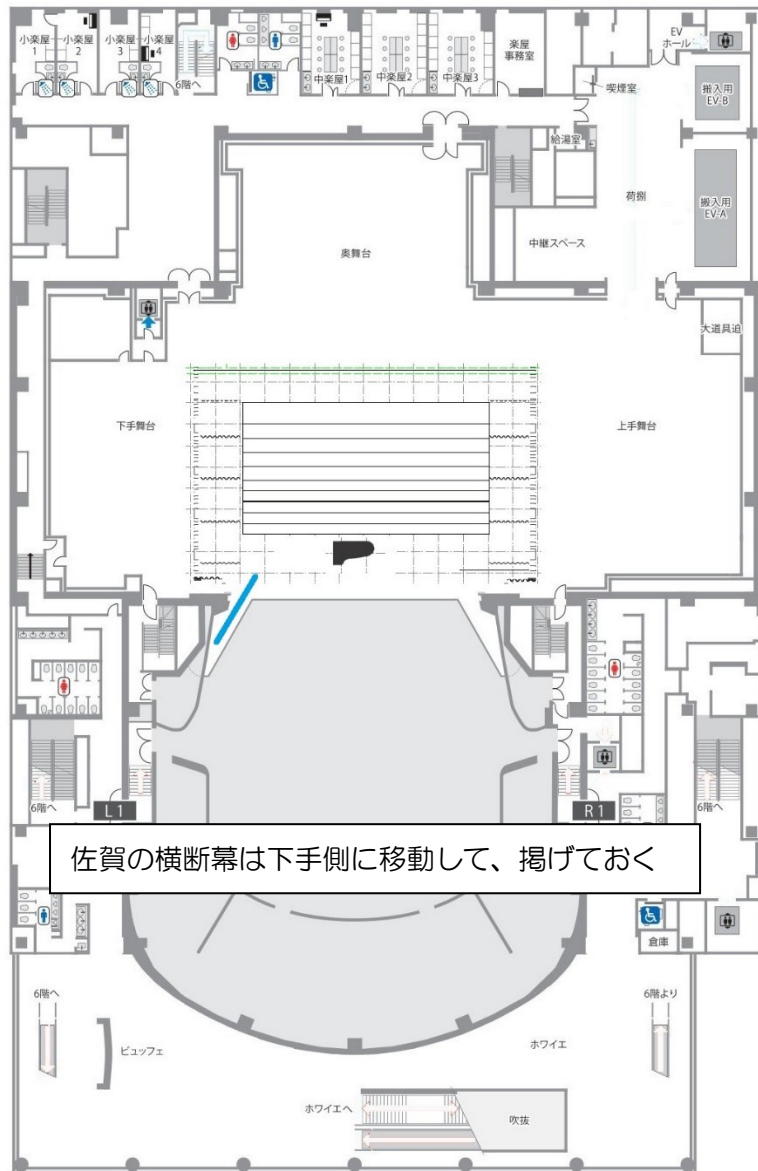 小楽屋
1
小楽屋
2
小楽屋
3
小楽屋
4
6階へ
中楽屋1
中楽屋2
中楽屋3
楽屋
事務室
EV
ホール
喫煙室
搬入用
EV-B
給湯室
荷捌
搬入用
EV-A
中継スペース
奥舞台
大道具迫
下手舞台
上手舞台
6階へ
L1
R1
6階へ
佐賀の横断幕は下手側に移動して、掲げておく
倉庫
6階へ
6階より
ビュッフェ
ホワイエ
ホワイエへ
吹抜